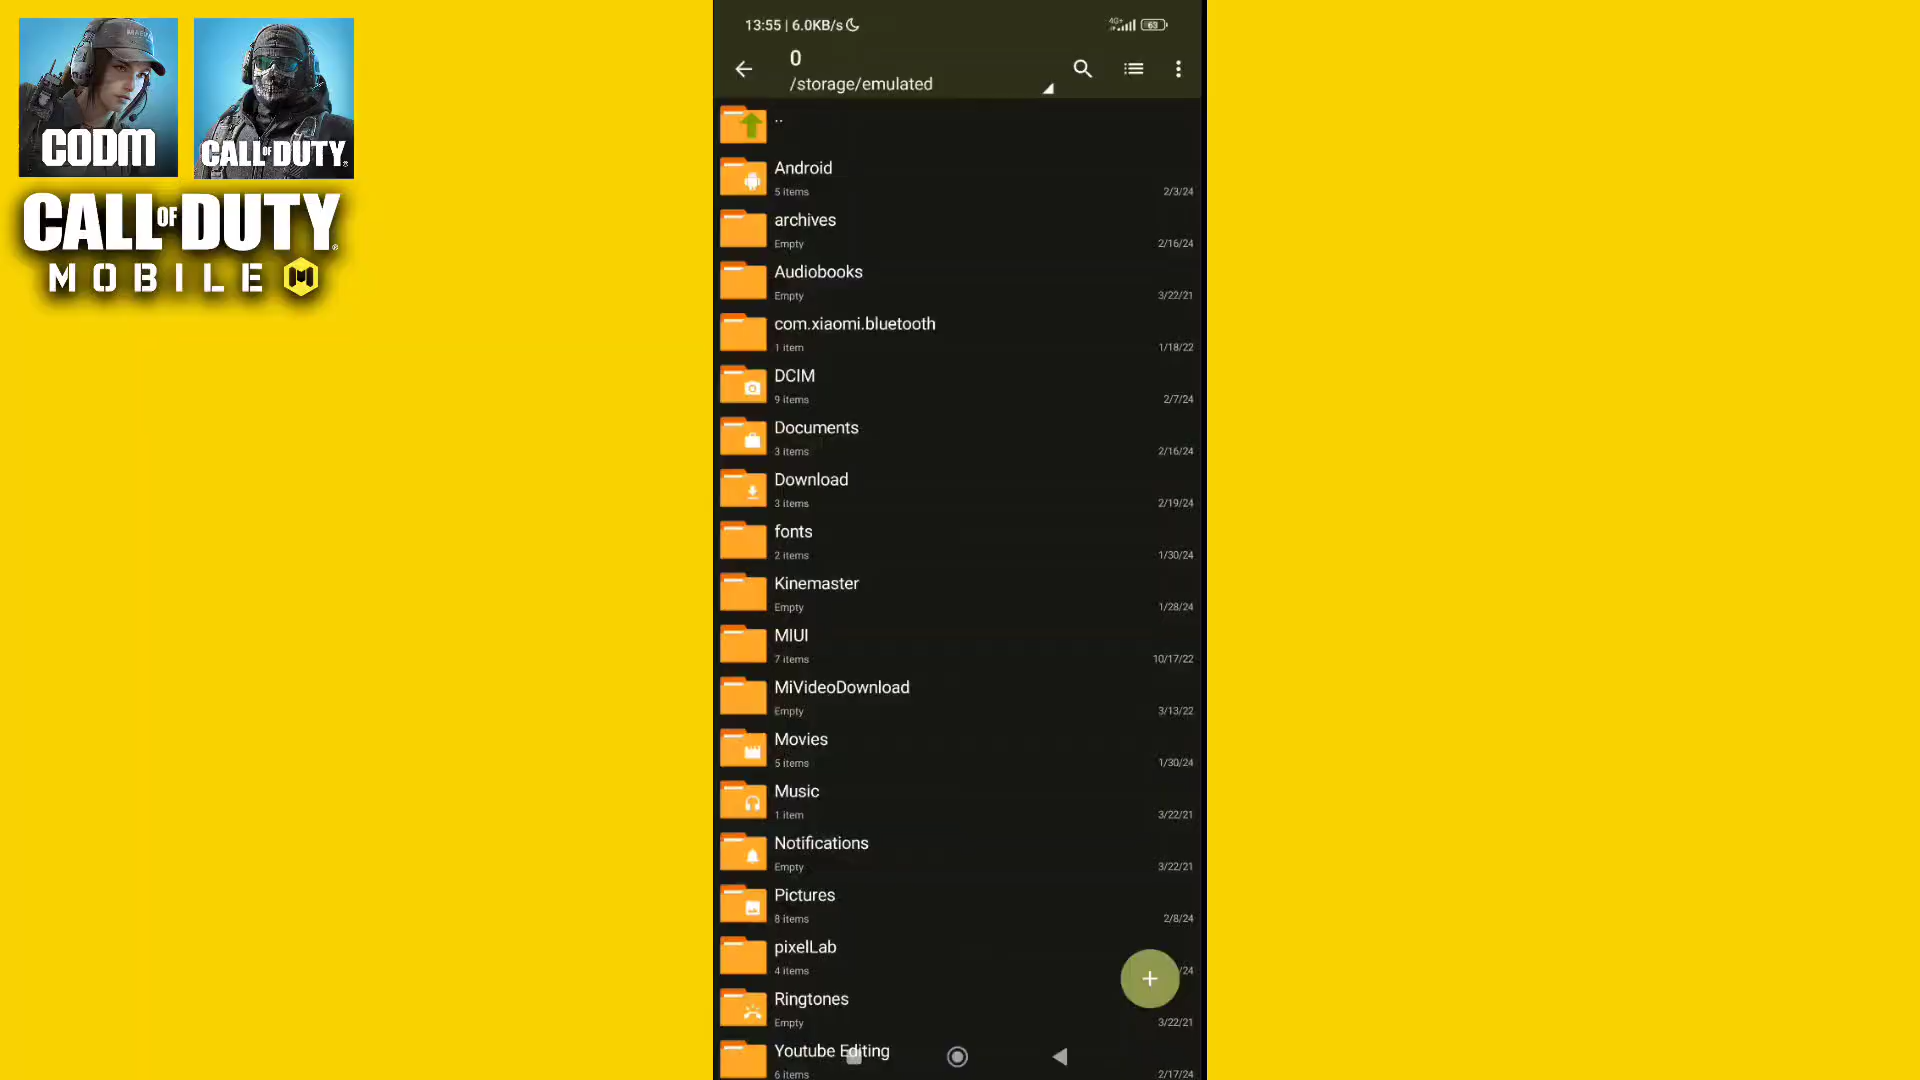 CODM
CALL OF DUTY
CALL OF DUTY
MOBILE
13:55 | 6.0KB/s
4G+
63
0
/storage/emulated
..
Android
5 items
2/3/24
archives
Empty
2/16/24
Audiobooks
Empty
3/22/21
com.xiaomi.bluetooth
1 item
1/18/22
DCIM
9 items
2/7/24
Documents
3 items
2/16/24
Download
3 items
2/19/24
fonts
2 items
1/30/24
Kinemaster
Empty
1/28/24
MIUI
7 items
10/17/22
MiVideoDownload
Empty
3/13/22
Movies
5 items
1/30/24
Music
1 item
3/22/21
Notifications
Empty
3/22/21
Pictures
8 items
2/8/24
pixelLab
4 items
/24
Ringtones
Empty
3/22/21
Youtube Editing
6 items
2/17/24